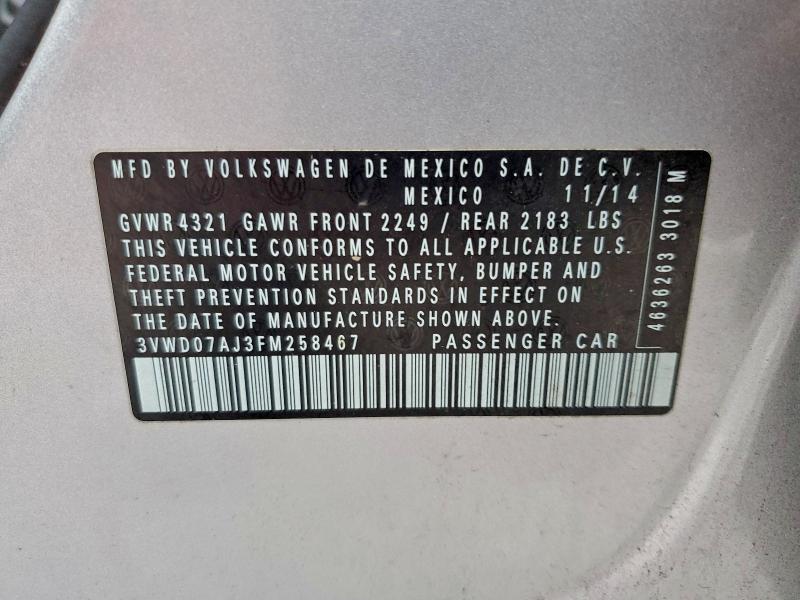 MFD BY VOLKSWAGEN DE MEXICO S.A. DE C.V.
MEXICO 11/14
GVWR 4321 GAWR FRONT 2249 / REAR 2183 LBS
THIS VEHICLE CONFORMS TO ALL APPLICABLE U.S.
FEDERAL MOTOR VEHICLE SAFETY, BUMPER AND
THEFT PREVENTION STANDARDS IN EFFECT ON
THE DATE OF MANUFACTURE SHOWN ABOVE.
3VWD07AJ3FM258467 PASSENGER CAR
4636263 3018 M